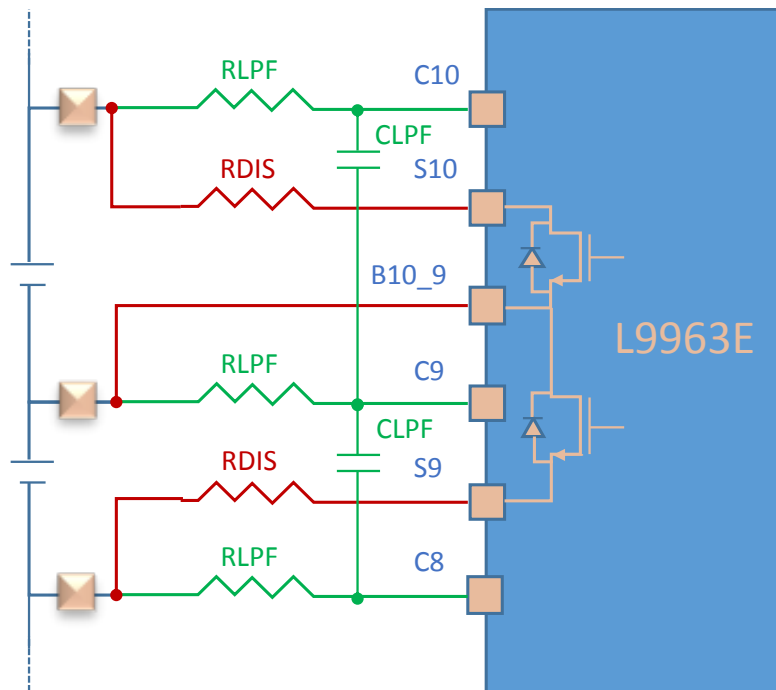 RLPF
C10
CLPF
RDIS
S10
B10_9
L9963E
RLPF
C9
CLPF
RDIS
S9
RLPF
C8